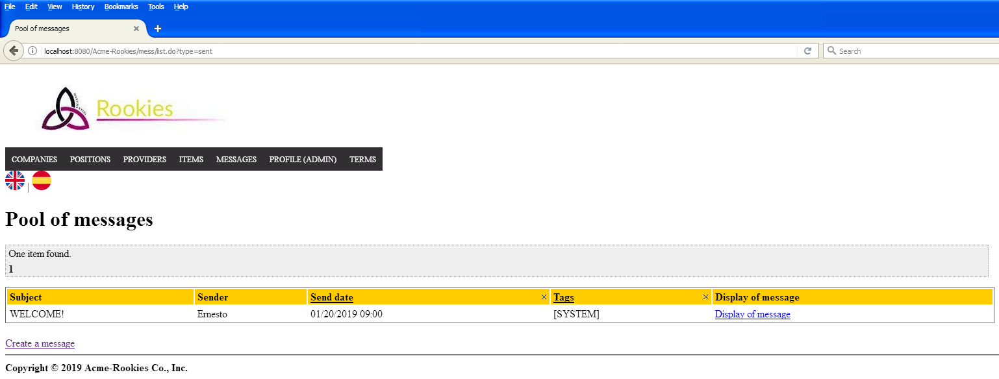 File Edit View History Bookmarks Tools Help
Pool of messages
localhost:8080/Acme-Rookies/mess/list.do?type=sent
Search
Rookies
COMPANIES POSITIONS PROVIDERS ITEMS MESSAGES PROFILE (ADMIN) TERMS
|
Pool of messages
One item found.
1
Subject Sender Send date Tags Display of message
WELCOME! Ernesto 01/20/2019 09:00 [SYSTEM] Display of message
Create a message
Copyright © 2019 Acme-Rookies Co., Inc.